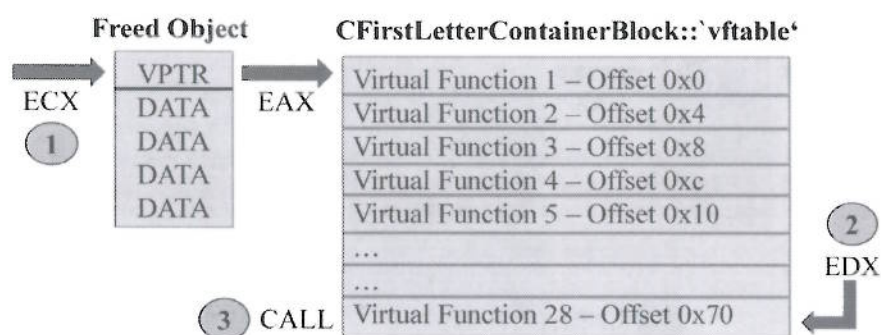 Freed Object
CFirstLetterContainerBlock::`vftable‘
VPTR
DATA
DATA
DATA
DATA
ECX
1
EAX
Virtual Function 1 – Offset 0x0
Virtual Function 2 – Offset 0x4
Virtual Function 3 – Offset 0x8
Virtual Function 4 – Offset 0xc
Virtual Function 5 – Offset 0x10
...
...
Virtual Function 28 – Offset 0x70
2
EDX
3
CALL